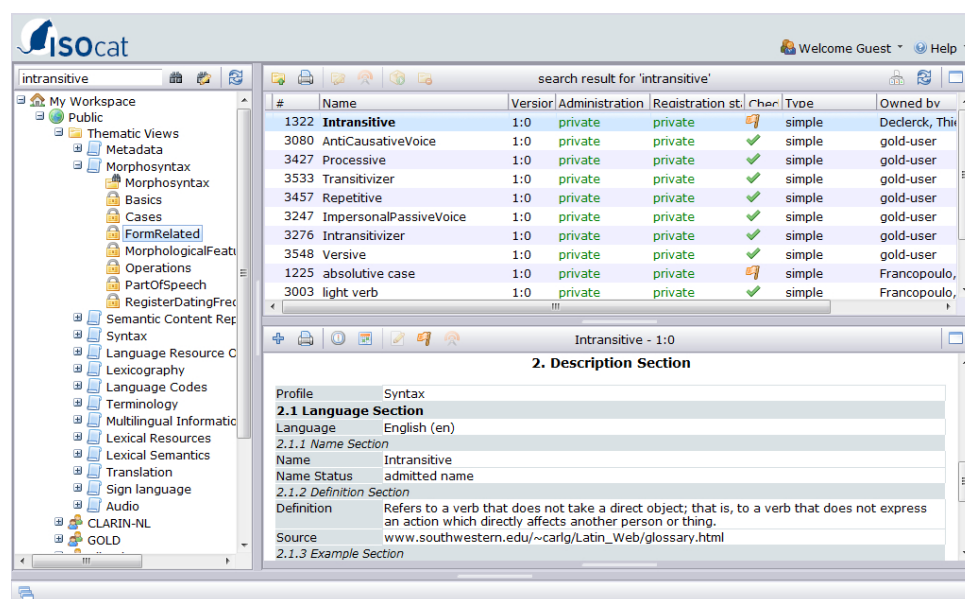 ISOcat
Welcome Guest
Help
intransitive
search result for 'intransitive'
My Workspace
Public
Thematic Views
Metadata
Morphosyntax
Morphosyntax
Basics
Cases
FormRelated
MorphologicalFeatu
Operations
PartOfSpeech
RegisterDatingFrec
Semantic Content Rep
Syntax
Language Resource O
Lexicography
Language Codes
Terminology
Multilingual Informatic
Lexical Resources
Lexical Semantics
Translation
Sign language
Audio
CLARIN-NL
GOLD
# Name Version Administration Registration st. Chec Type Owned by
1322 Intransitive 1:0 private private simple Declerck, Thie
3080 AntiCausativeVoice 1:0 private private simple gold-user
3427 Processive 1:0 private private simple gold-user
3533 Transitivizer 1:0 private private simple gold-user
3457 Repetitive 1:0 private private simple gold-user
3247 ImpersonalPassiveVoice 1:0 private private simple gold-user
3276 Intransitivizer 1:0 private private simple gold-user
3548 Versive 1:0 private private simple gold-user
1225 absolutive case 1:0 private private simple Francopoulo,
3003 light verb 1:0 private private simple Francopoulo,
Intransitive - 1:0
2. Description Section
Profile Syntax
2.1 Language Section
Language English (en)
2.1.1 Name Section
Name Intransitive
Name Status admitted name
2.1.2 Definition Section
Definition Refers to a verb that does not take a direct object; that is, to a verb that does not express
an action which directly affects another person or thing.
Source www.southwestern.edu/~carlg/Latin_Web/glossary.html
2.1.3 Example Section